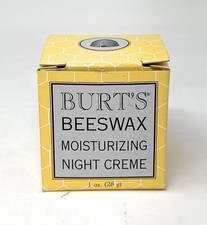 BURT'S®
BEESWAX
MOISTURIZING
NIGHT CREME
1 oz. (28 g)